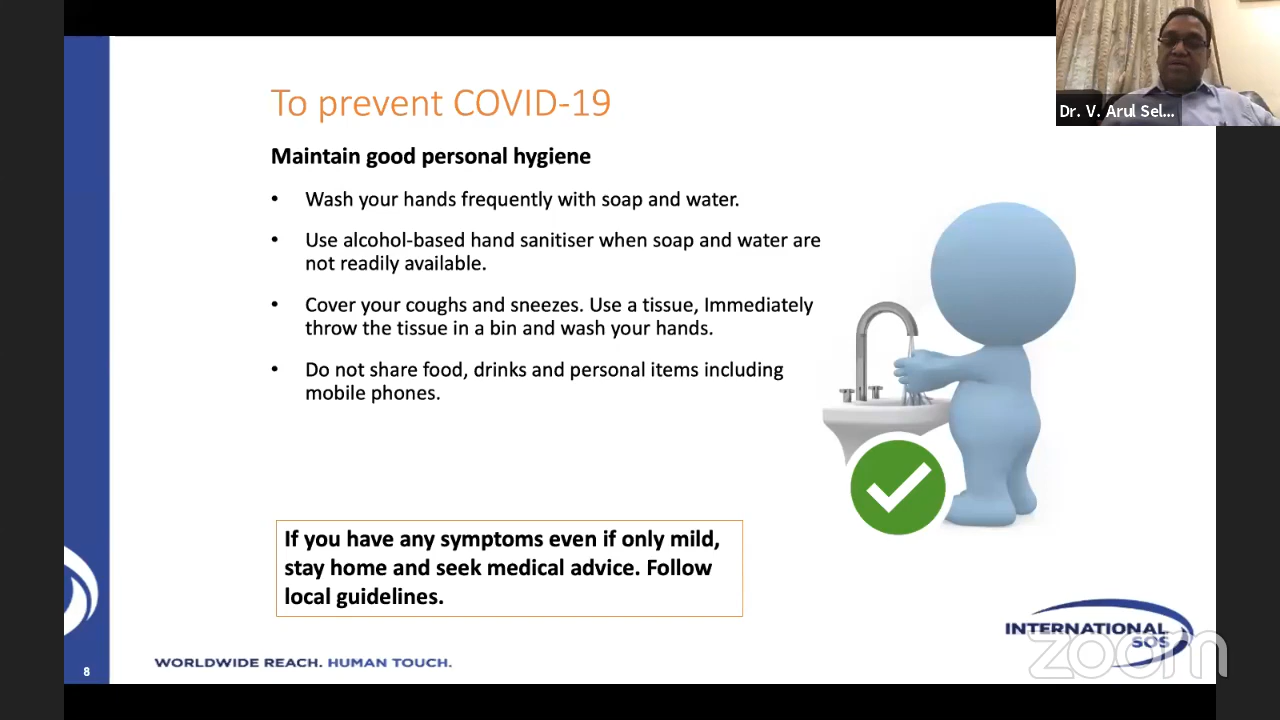 Dr. V. Arul Sel...
To prevent COVID-19
Maintain good personal hygiene
• Wash your hands frequently with soap and water.
• Use alcohol-based hand sanitiser when soap and water are
not readily available.
• Cover your coughs and sneezes. Use a tissue, Immediately
throw the tissue in a bin and wash your hands.
• Do not share food, drinks and personal items including
mobile phones.
If you have any symptoms even if only mild,
stay home and seek medical advice. Follow
local guidelines.
INTERNATIONAL
SOS
zoom
8
WORLDWIDE REACH. HUMAN TOUCH.